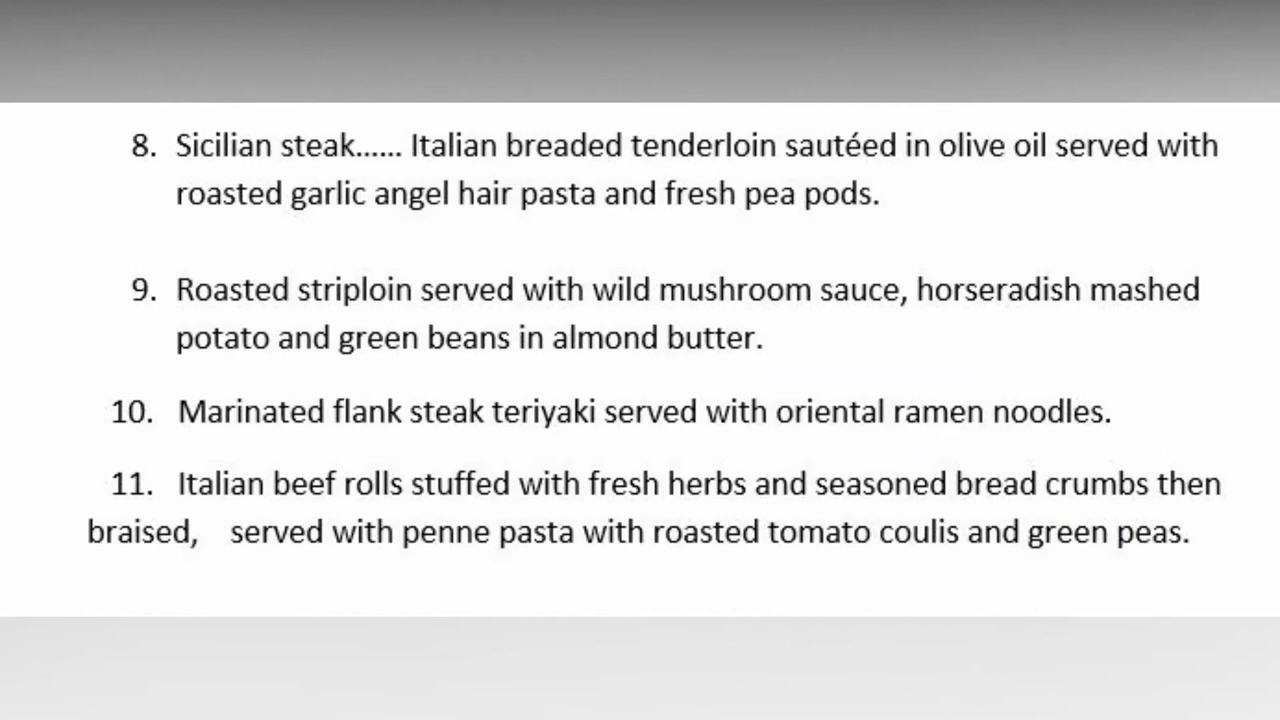 8. Sicilian steak...... Italian breaded tenderloin sautéed in olive oil served with
roasted garlic angel hair pasta and fresh pea pods.
9. Roasted striploin served with wild mushroom sauce, horseradish mashed
potato and green beans in almond butter.
10. Marinated flank steak teriyaki served with oriental ramen noodles.
11. Italian beef rolls stuffed with fresh herbs and seasoned bread crumbs then
braised, served with penne pasta with roasted tomato coulis and green peas.